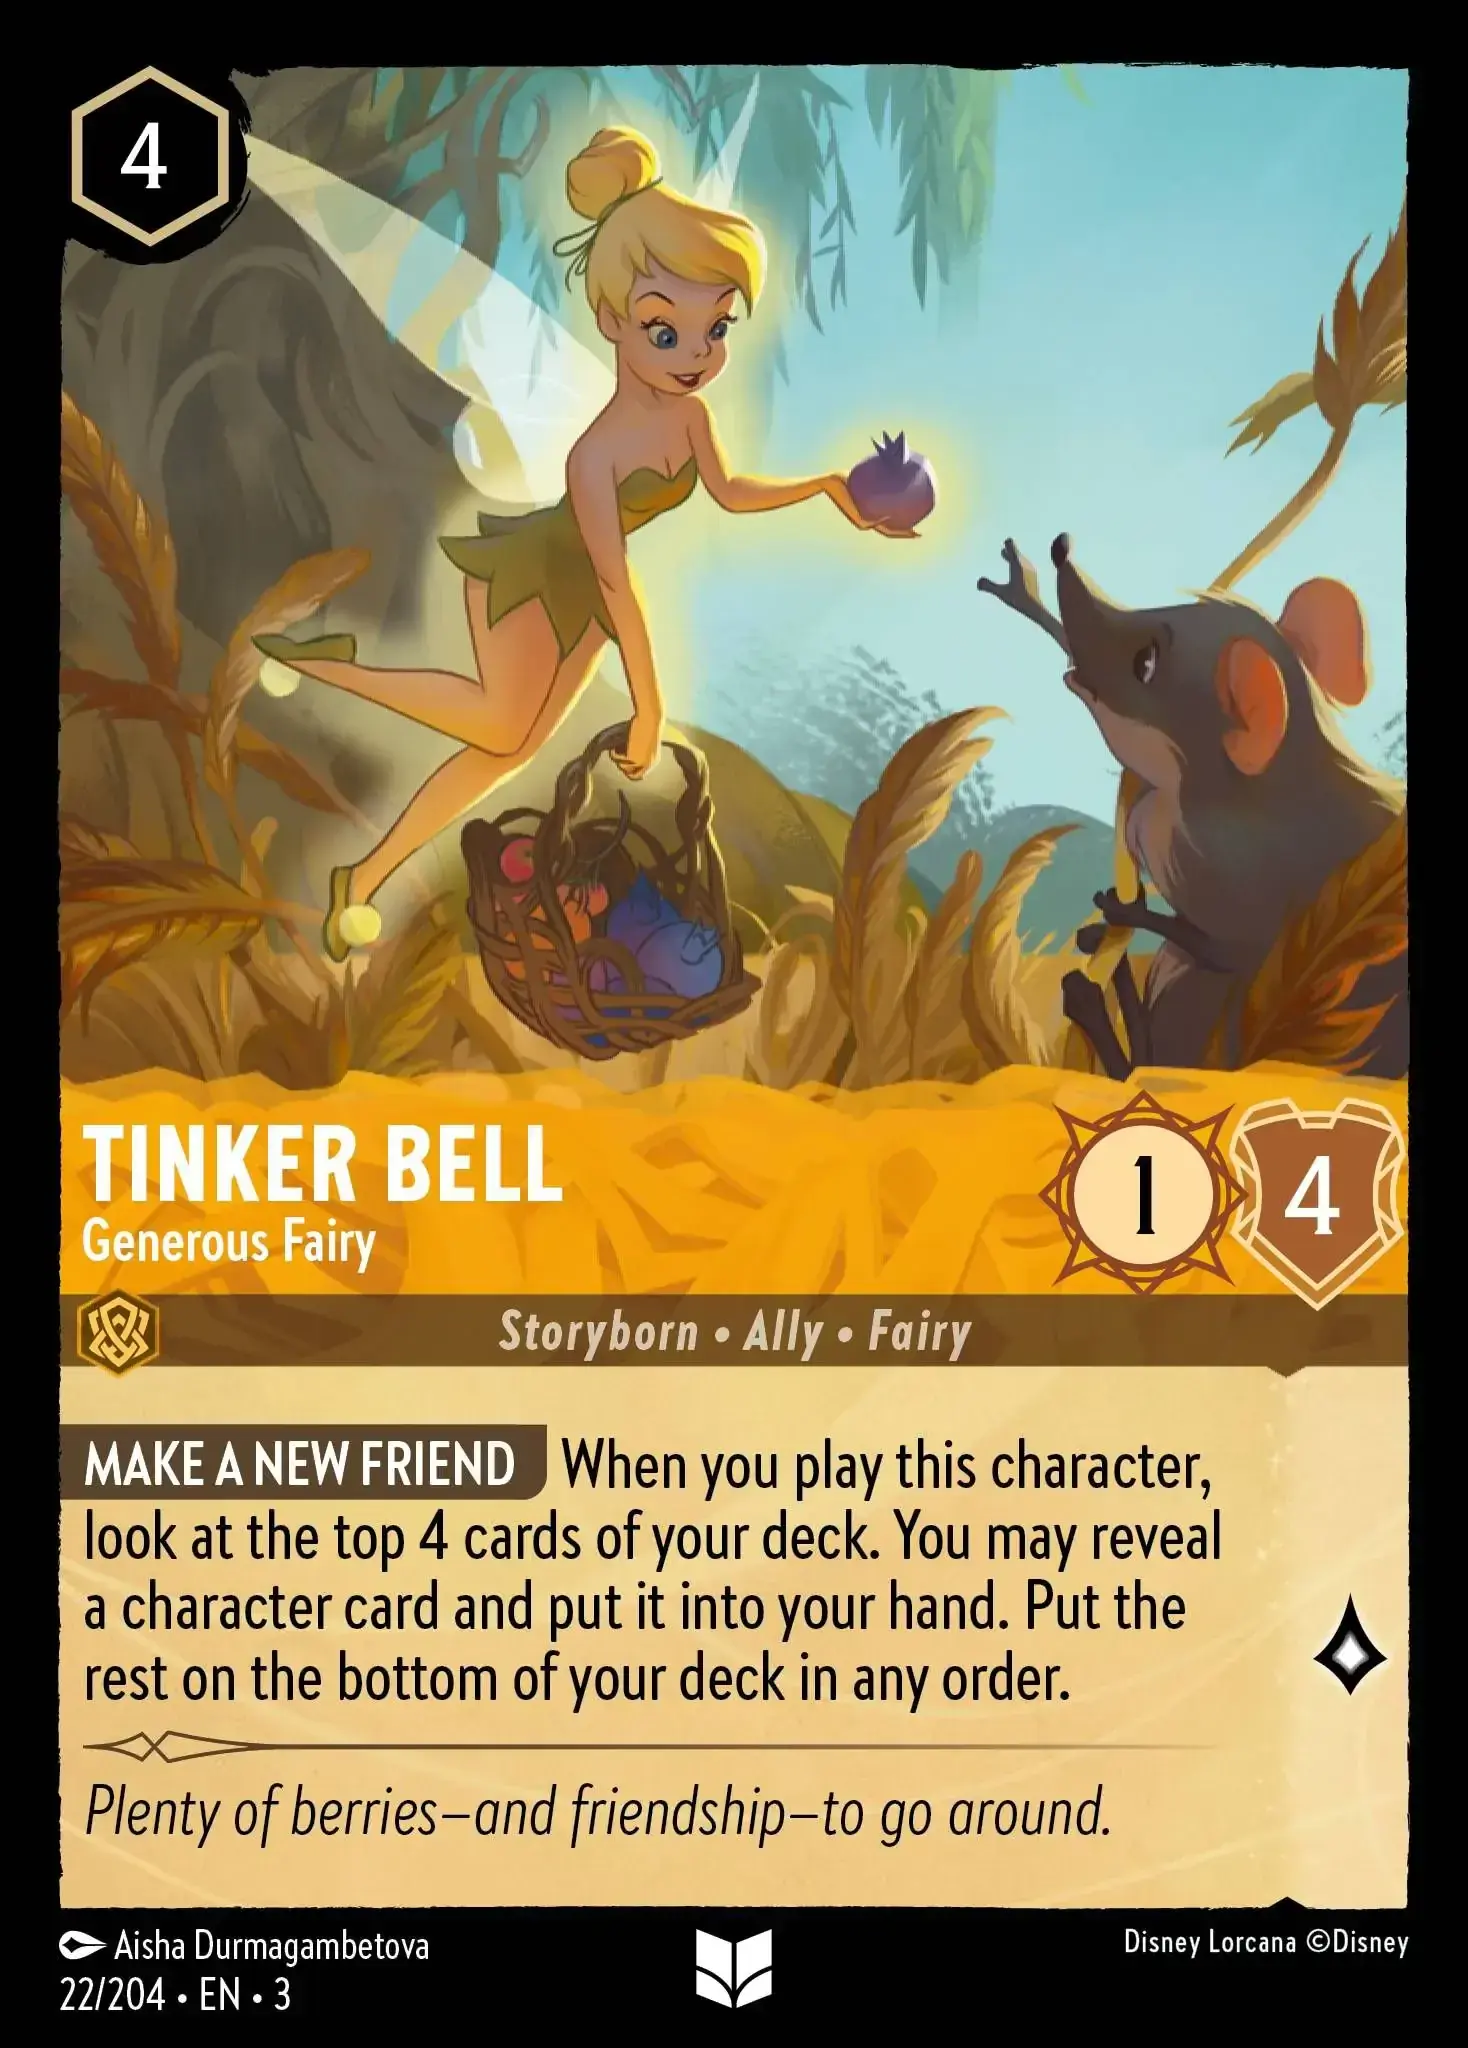 4
TINKER BELL
Generous Fairy
1
4
Storyborn • Ally • Fairy
MAKE A NEW FRIEND When you play this character,
look at the top 4 cards of your deck. You may reveal
a character card and put it into your hand. Put the
rest on the bottom of your deck in any order.
Plenty of berries—and friendship—to go around.
Aisha Durmagambetova
22/204 • EN • 3
Disney Lorcana ©Disney